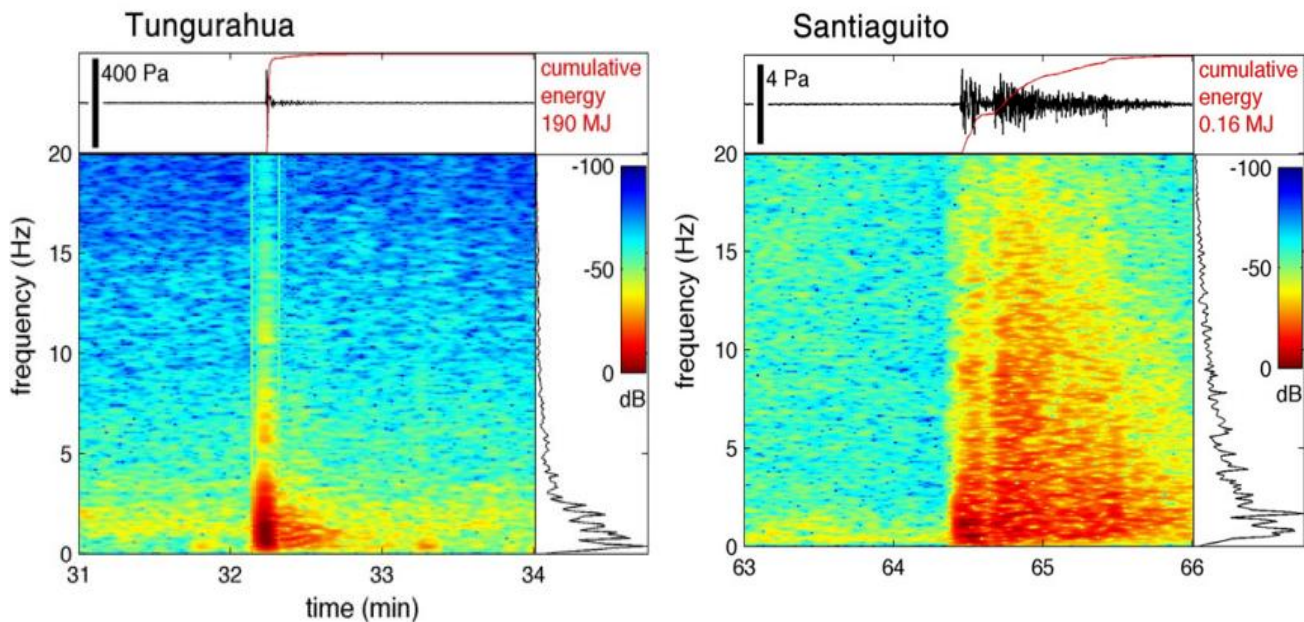 Tungurahua
400 Pa
cumulative
energy
190 MJ
20
15
10
5
0
frequency (Hz)
-100
-50
0
dB
31
32
33
34
time (min)
Santiaguito
4 Pa
cumulative
energy
0.16 MJ
20
15
10
5
0
frequency (Hz)
-100
-50
0
dB
63
64
65
66